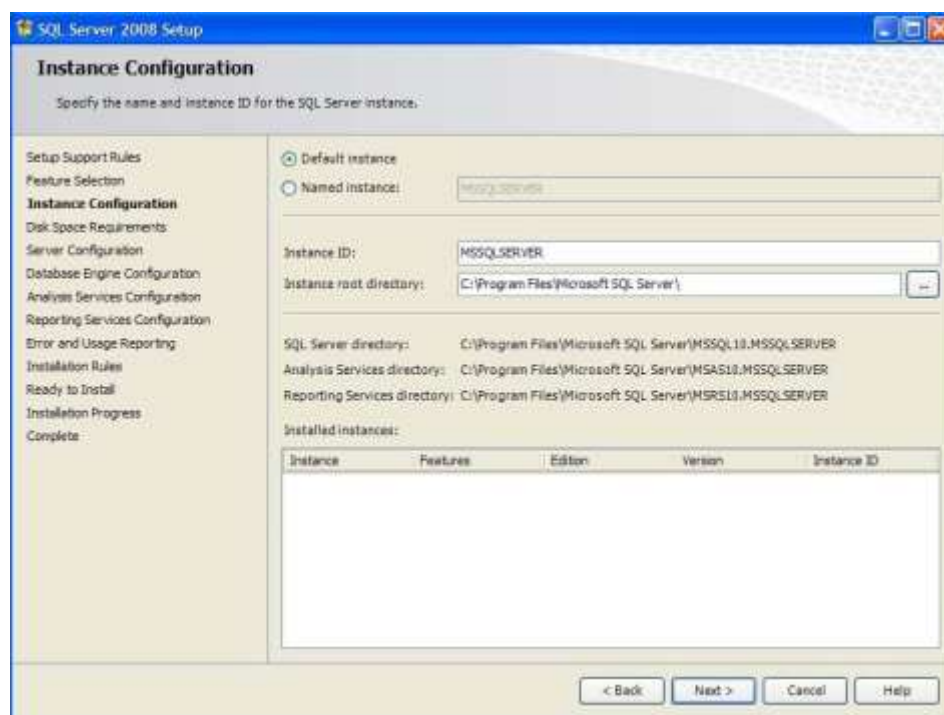 SQL Server 2008 Setup
Instance Configuration
Specify the name and instance ID for the SQL Server instance.
Setup Support Rules
Feature Selection
Instance Configuration
Disk Space Requirements
Server Configuration
Database Engine Configuration
Analysis Services Configuration
Reporting Services Configuration
Error and Usage Reporting
Installation Rules
Ready to Install
Installation Progress
Complete
Default instance
Named instance: MSSQLSERVER
Instance ID: MSSQLSERVER
Instance root directory: C:\Program Files\Microsoft SQL Server\ ...
SQL Server directory: C:\Program Files\Microsoft SQL Server\MSSQL10.MSSQLSERVER
Analysis Services directory: C:\Program Files\Microsoft SQL Server\MSAS10.MSSQLSERVER
Reporting Services directory: C:\Program Files\Microsoft SQL Server\MSRS10.MSSQLSERVER
Installed instances:
Instance Features Edition Version Instance ID
< Back Next > Cancel Help